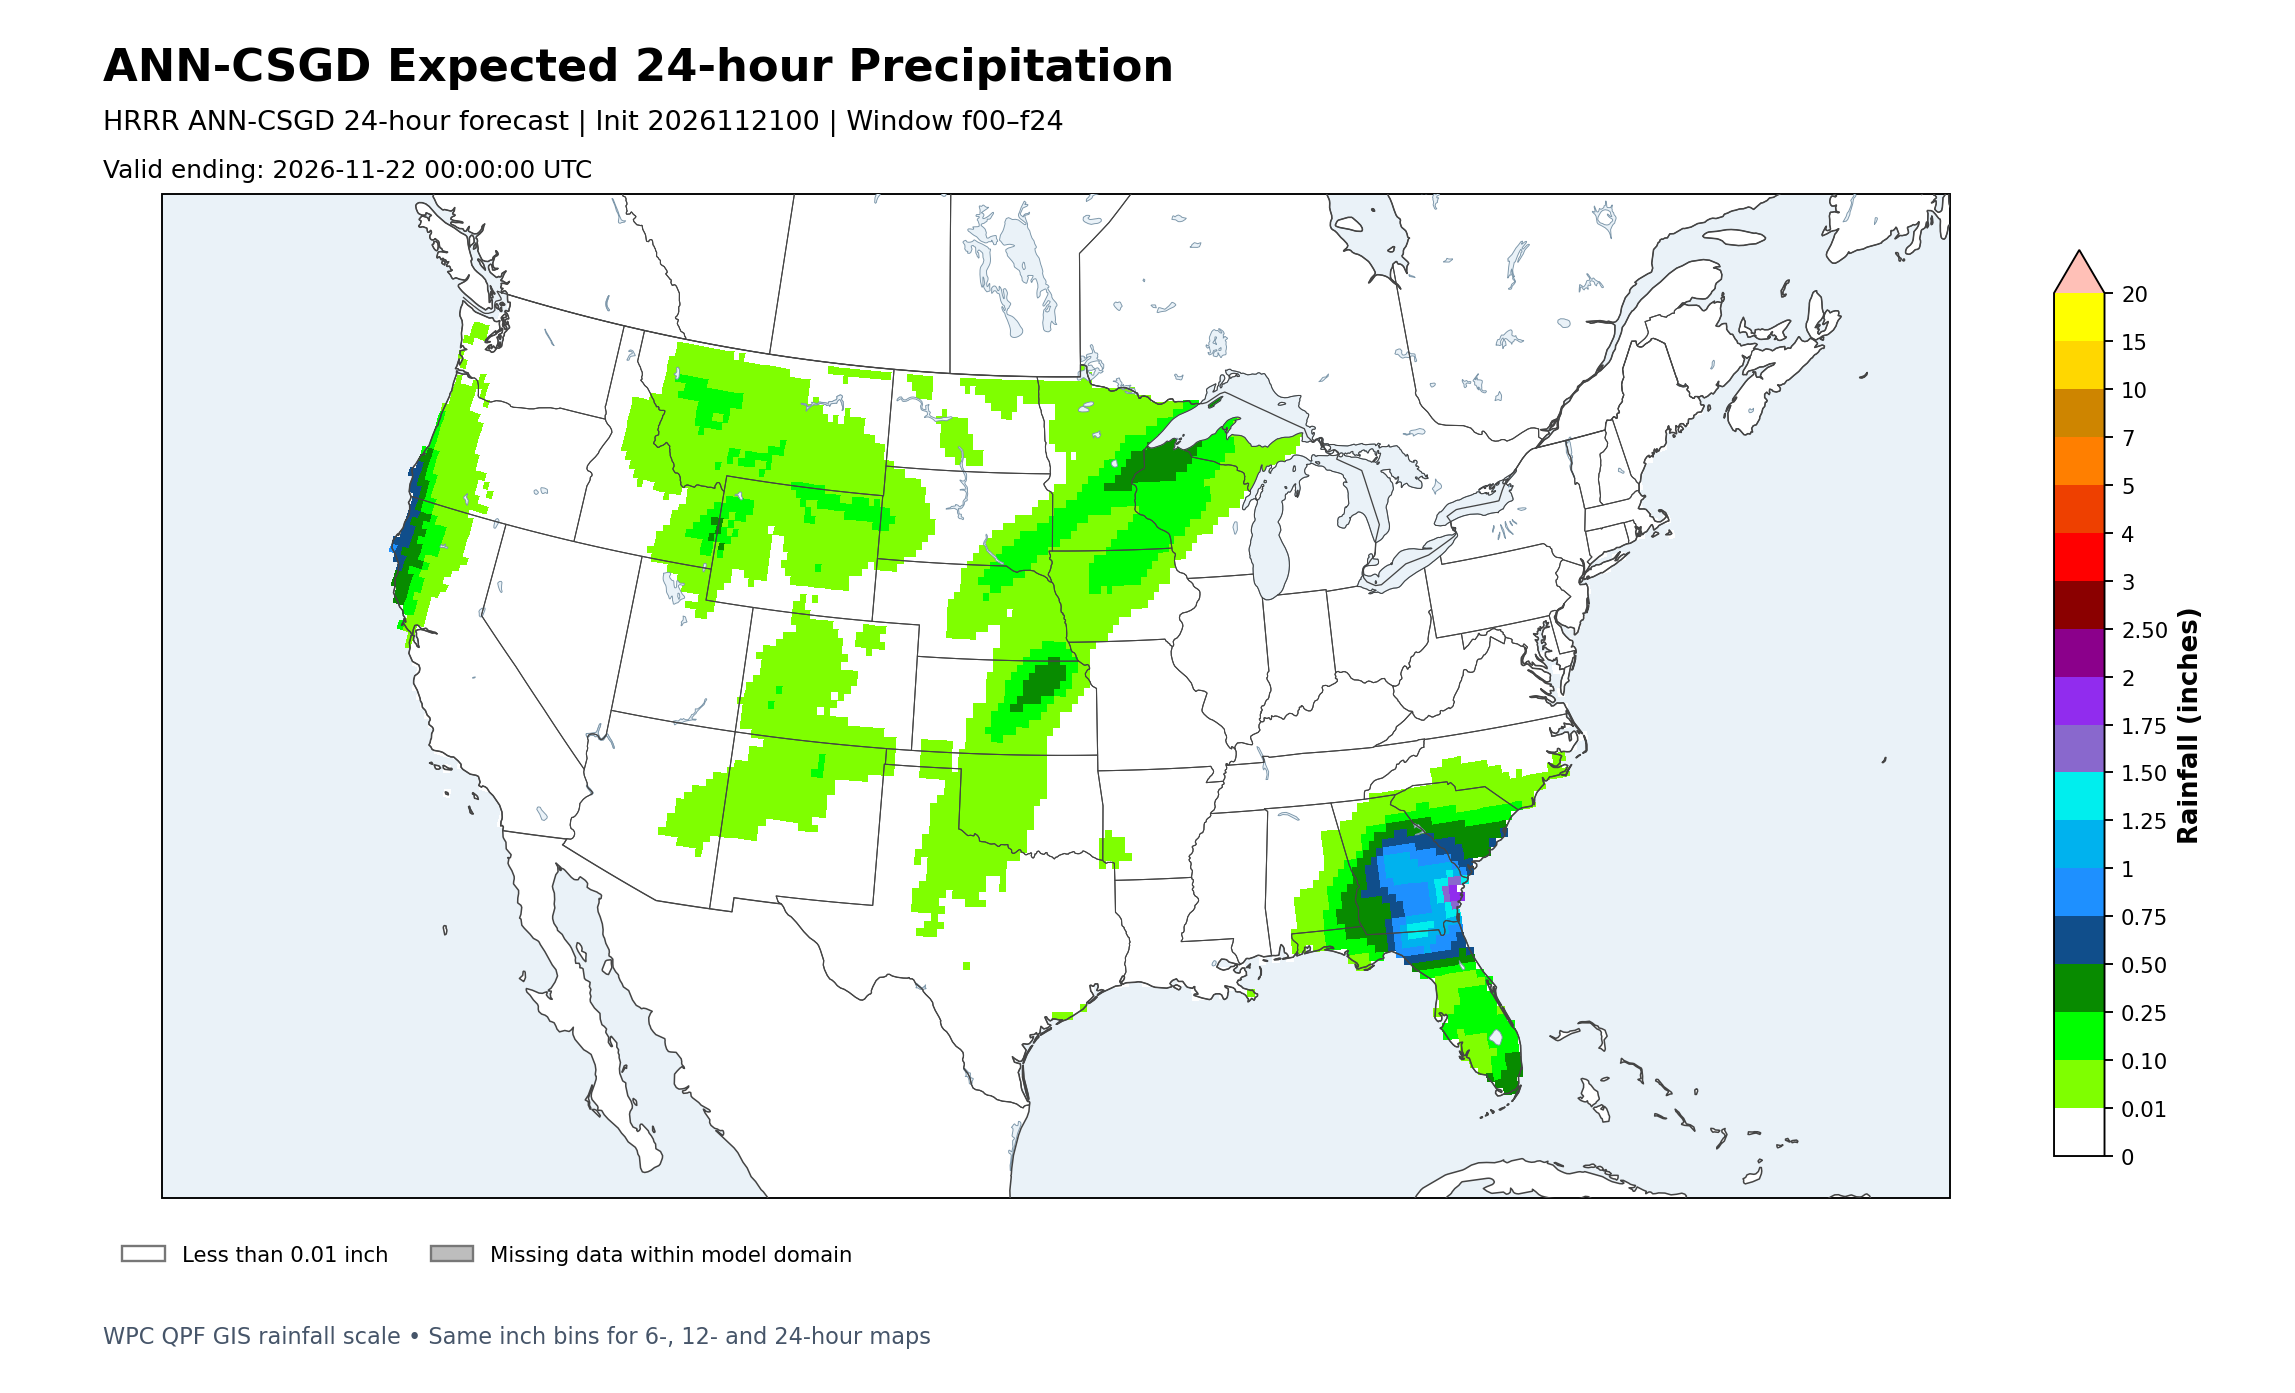 ANN-CSGD Expected 24-hour Precipitation
HRRR ANN-CSGD 24-hour forecast | Init 2026112100 | Window f00–f24
Valid ending: 2026-11-22 00:00:00 UTC
20
15
10
7
5
4
3
2.50
2
1.75
1.50
1.25
1
0.75
0.50
0.25
0.10
0.01
0
Rainfall (inches)
Less than 0.01 inch
Missing data within model domain
WPC QPF GIS rainfall scale • Same inch bins for 6-, 12- and 24-hour maps